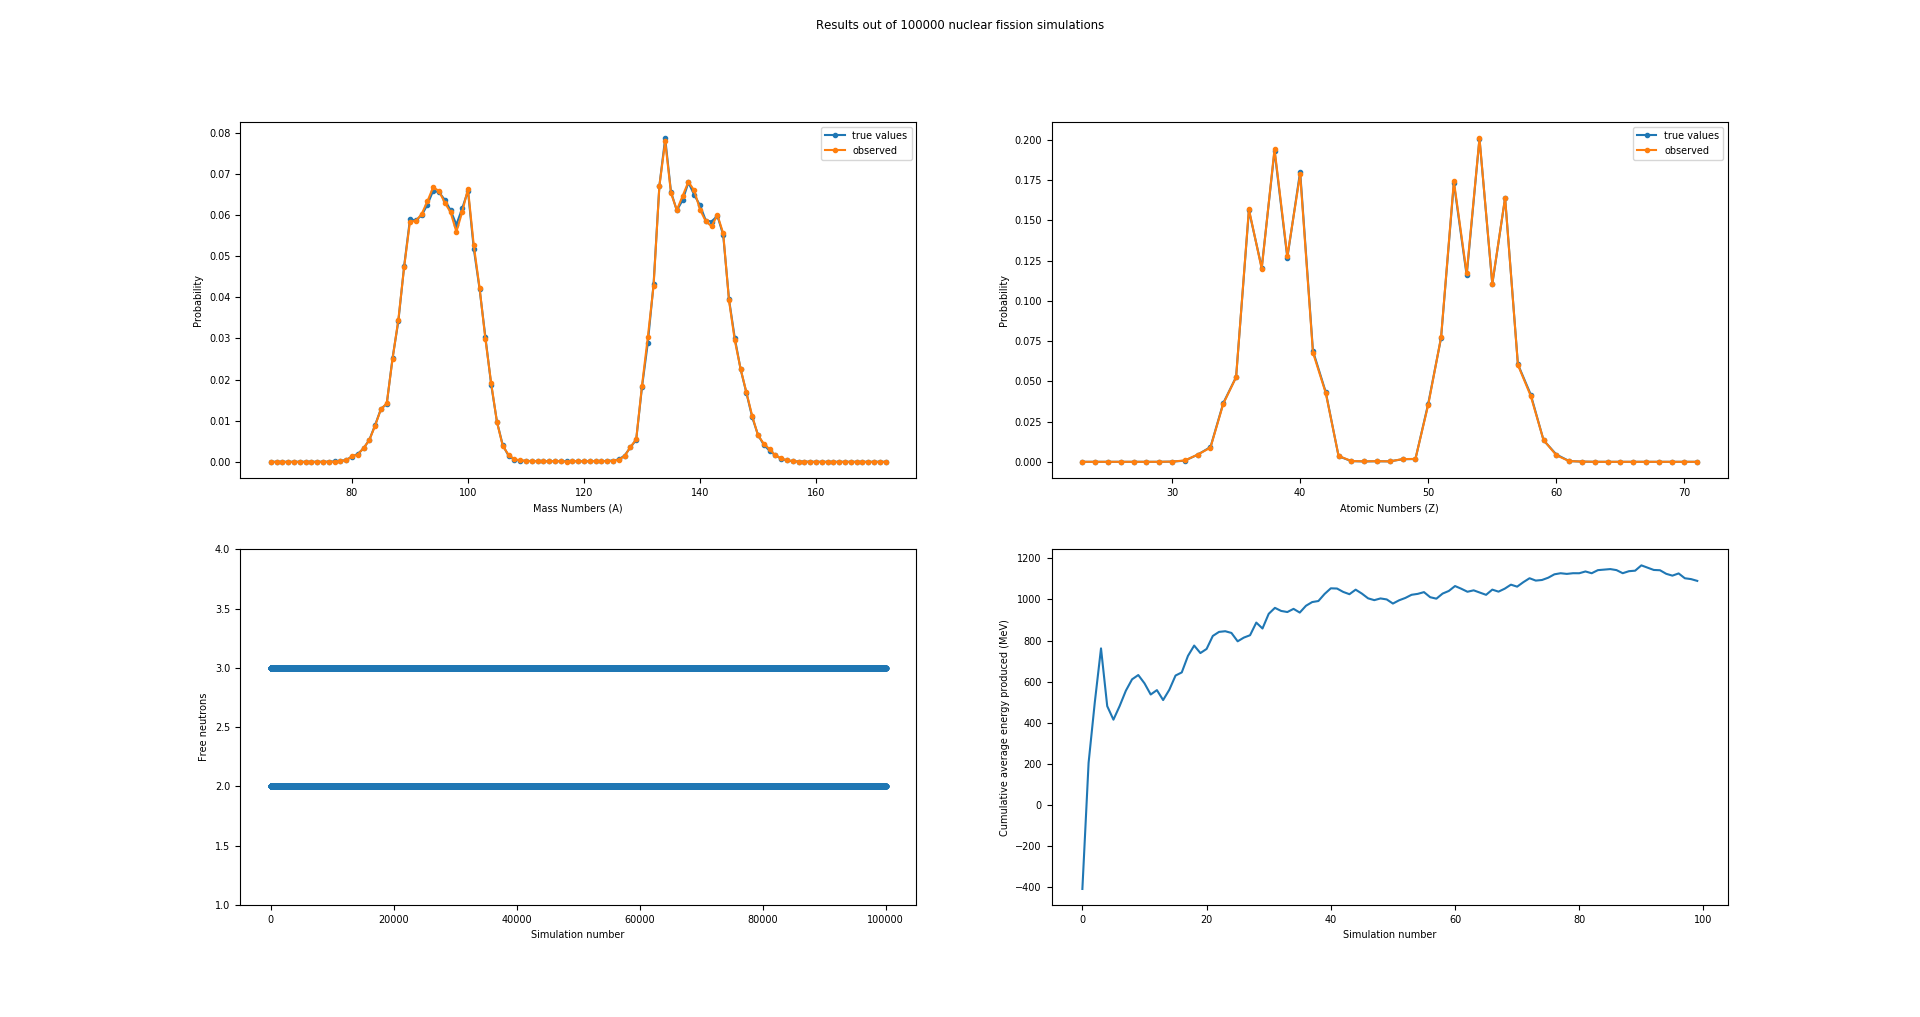 Results out of 100000 nuclear fission simulations
0.08
0.07
0.06
0.05
0.04
0.03
0.02
0.01
0.00
Probability
true values
observed
80 100 120 140 160
Mass Numbers (A)
0.200
0.175
0.150
0.125
0.100
0.075
0.050
0.025
0.000
Probability
true values
observed
30 40 50 60 70
Atomic Numbers (Z)
4.0
3.5
3.0
2.5
2.0
1.5
1.0
Free neutrons
0 20000 40000 60000 80000 100000
Simulation number
1200
1000
800
600
400
200
0
−200
−400
Cumulative average energy produced (MeV)
0 20 40 60 80 100
Simulation number